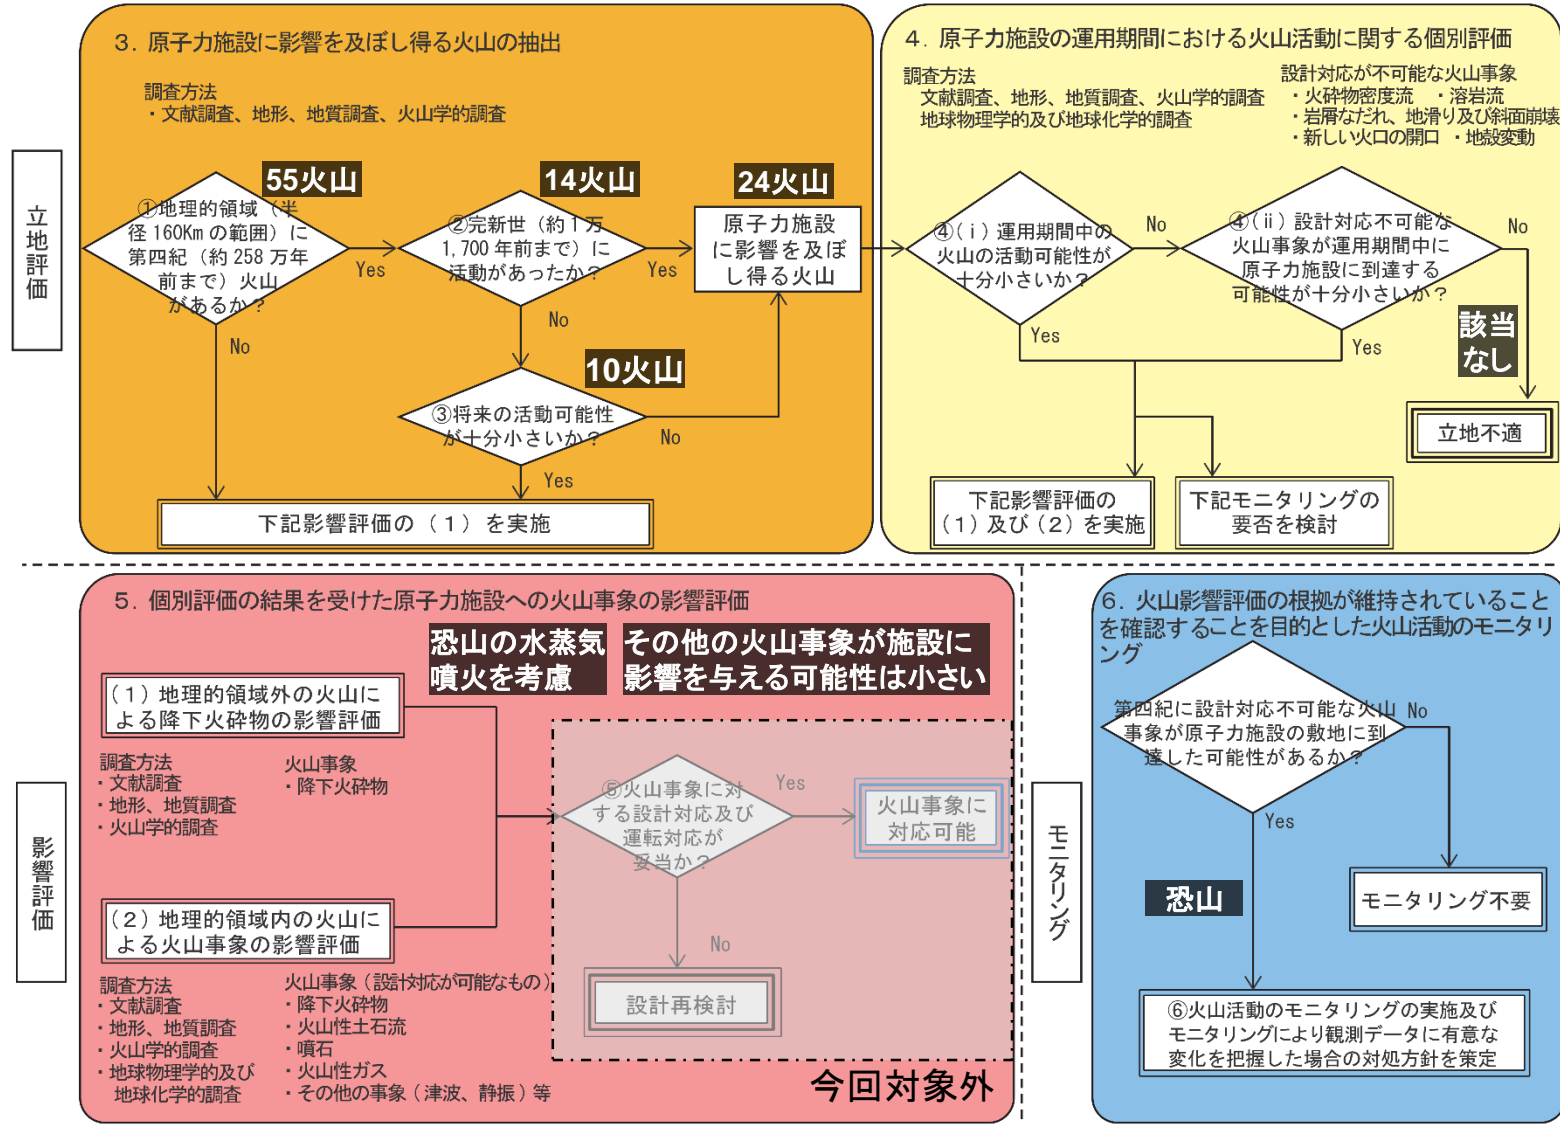 立地評価
3．原子力施設に影響を及ぼし得る火山の抽出
調査方法
・文献調査、地形、地質調査、火山学的調査
55火山
14火山
24火山
①地理的領域（半
径160Kmの範囲）に
第四紀（約258万年
前まで）火山
があるか？
Yes
No
②完新世（約1万
1,700年前まで）に
活動があったか？
Yes
No
原子力施設
に影響を及ぼ
し得る火山
10火山
③将来の活動可能性
が十分小さいか？
No
Yes
下記影響評価の（1）を実施
4．原子力施設の運用期間における火山活動に関する個別評価
調査方法
文献調査、地形、地質調査、火山学的調査
地球物理学的及び地球化学的調査
設計対応が不可能な火山事象
・火砕物密度流　・溶岩流
・岩屑なだれ、地滑り及び斜面崩壊
・新しい火口の開口　・地殻変動
④(ⅰ)運用期間中の
火山の活動可能性が
十分小さいか？
No
Yes
④(ⅱ)設計対応不可能な
火山事象が運用期間中に
原子力施設に到達する
可能性が十分小さいか？
No
Yes
該当
なし
立地不適
下記影響評価の
（1）及び（2）を実施
下記モニタリングの
要否を検討
影響評価
5．個別評価の結果を受けた原子力施設への火山事象の影響評価
恐山の水蒸気
噴火を考慮
その他の火山事象が施設に
影響を与える可能性は小さい
（1）地理的領域外の火山に
よる降下火砕物の影響評価
調査方法
・文献調査
・地形、地質調査
・火山学的調査
火山事象
・降下火砕物
⑤火山事象に対
する設計対応及び
運転対応が
妥当か？
Yes
火山事象に
対応可能
No
設計再検討
（2）地理的領域内の火山に
よる火山事象の影響評価
調査方法
・文献調査
・地形、地質調査
・火山学的調査
・地球物理学的及び
地球化学的調査
火山事象（設計対応が可能なもの）
・降下火砕物
・火山性土石流
・噴石
・火山性ガス
・その他の事象（津波、静振）等
今回対象外
モニタリング
6．火山影響評価の根拠が維持されていること
を確認することを目的とした火山活動のモニタリ
ング
第四紀に設計対応不可能な火山
事象が原子力施設の敷地に到
達した可能性があるか？
No
Yes
恐山
モニタリング不要
⑥火山活動のモニタリングの実施及び
モニタリングにより観測データに有意な
変化を把握した場合の対処方針を策定